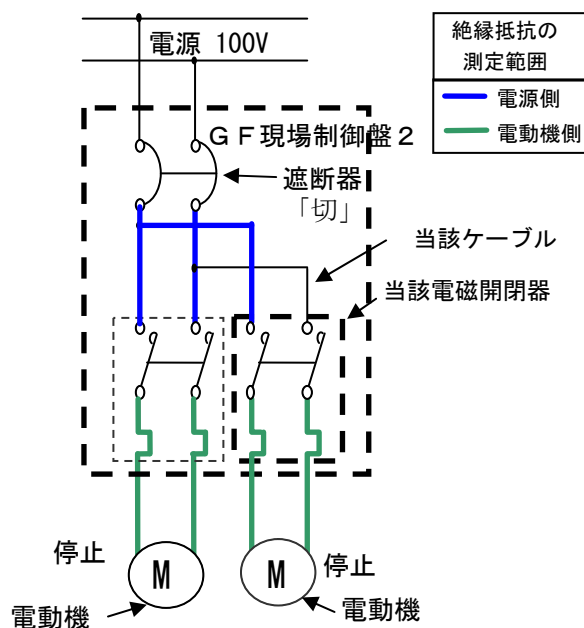 電源 100V
絶縁抵抗の
測定範囲
電源側
電動機側
GF現場制御盤2
遮断器
「切」
当該ケーブル
当該電磁開閉器
停止
M
M
停止
電動機
電動機